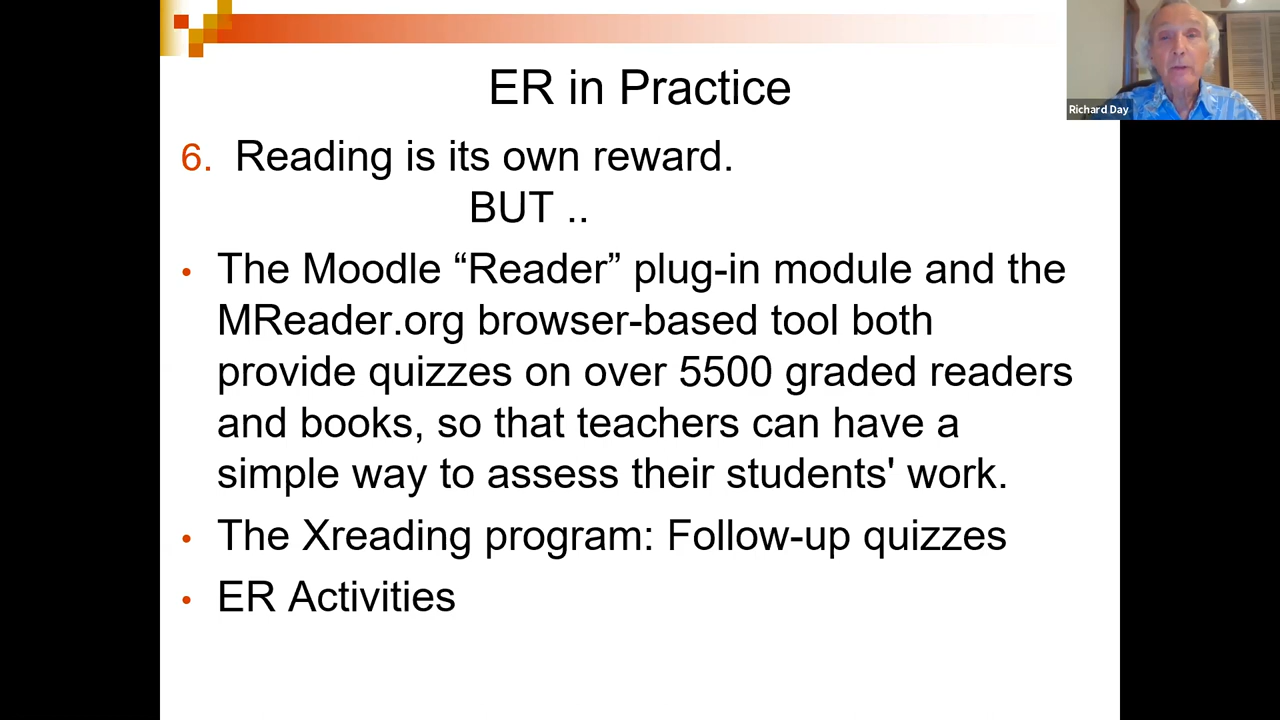 ER in Practice
Richard Day
6. Reading is its own reward.
BUT ..
• The Moodle “Reader” plug-in module and the
MReader.org browser-based tool both
provide quizzes on over 5500 graded readers
and books, so that teachers can have a
simple way to assess their students' work.
• The Xreading program: Follow-up quizzes
• ER Activities